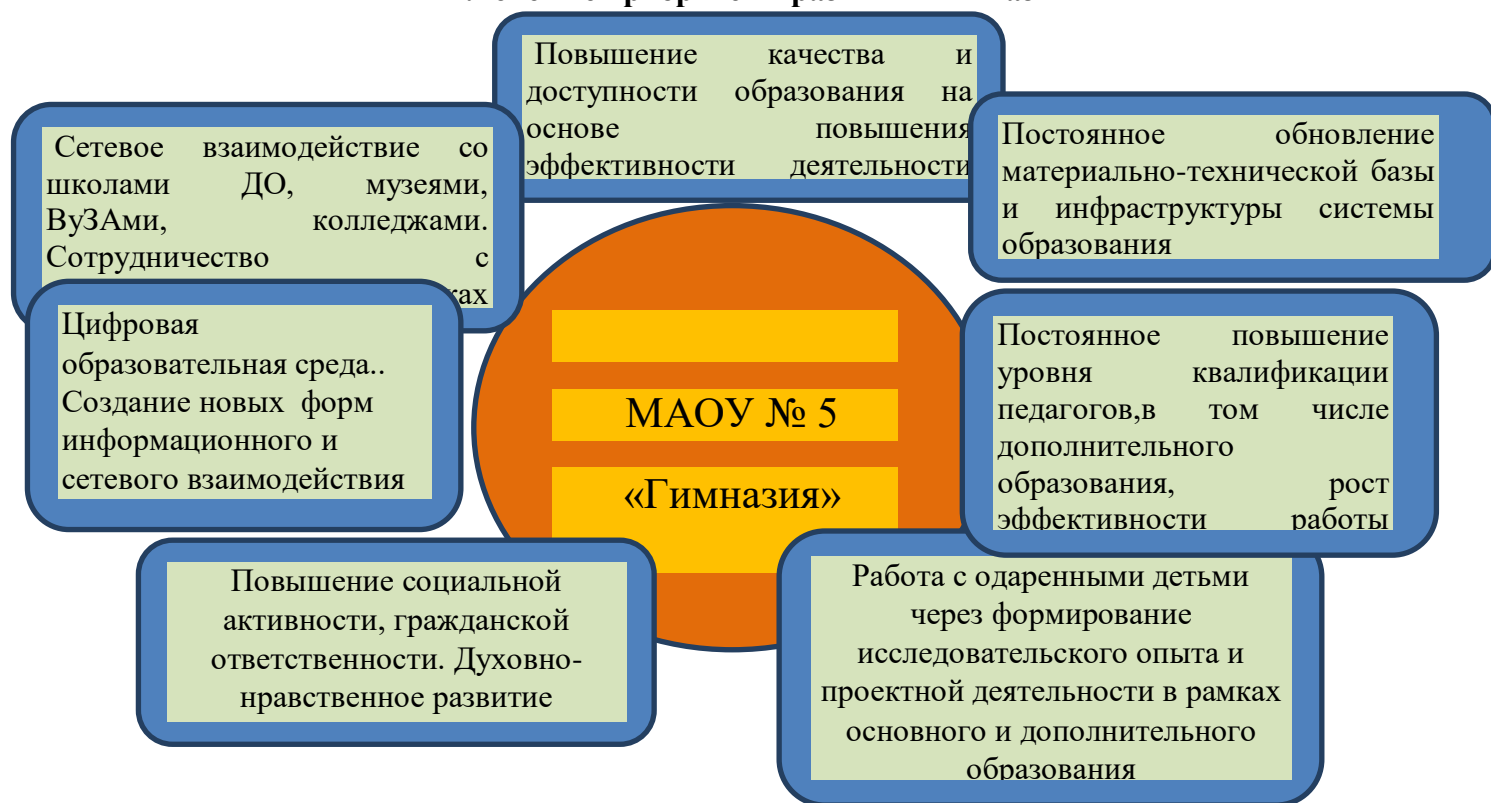 Повышение качества и
доступности образования на
основе повышения
эффективности деятельности
Сетевое взаимодействие со
школами ДО, музеями,
ВуЗАми, колледжами.
Сотрудничество с
Постоянное обновление
материально-технической базы
и инфраструктуры системы
образования
Цифровая
образовательная среда..
Создание новых форм
информационного и
сетевого взаимодействия
МАОУ № 5
«Гимназия»
Постоянное повышение
уровня квалификации
педагогов,в том числе
дополнительного
образования, рост
эффективности работы
Повышение социальной
активности, гражданской
ответственности. Духовно-
нравственное развитие
Работа с одаренными детьми
через формирование
исследовательского опыта и
проектной деятельности в рамках
основного и дополнительного
образования